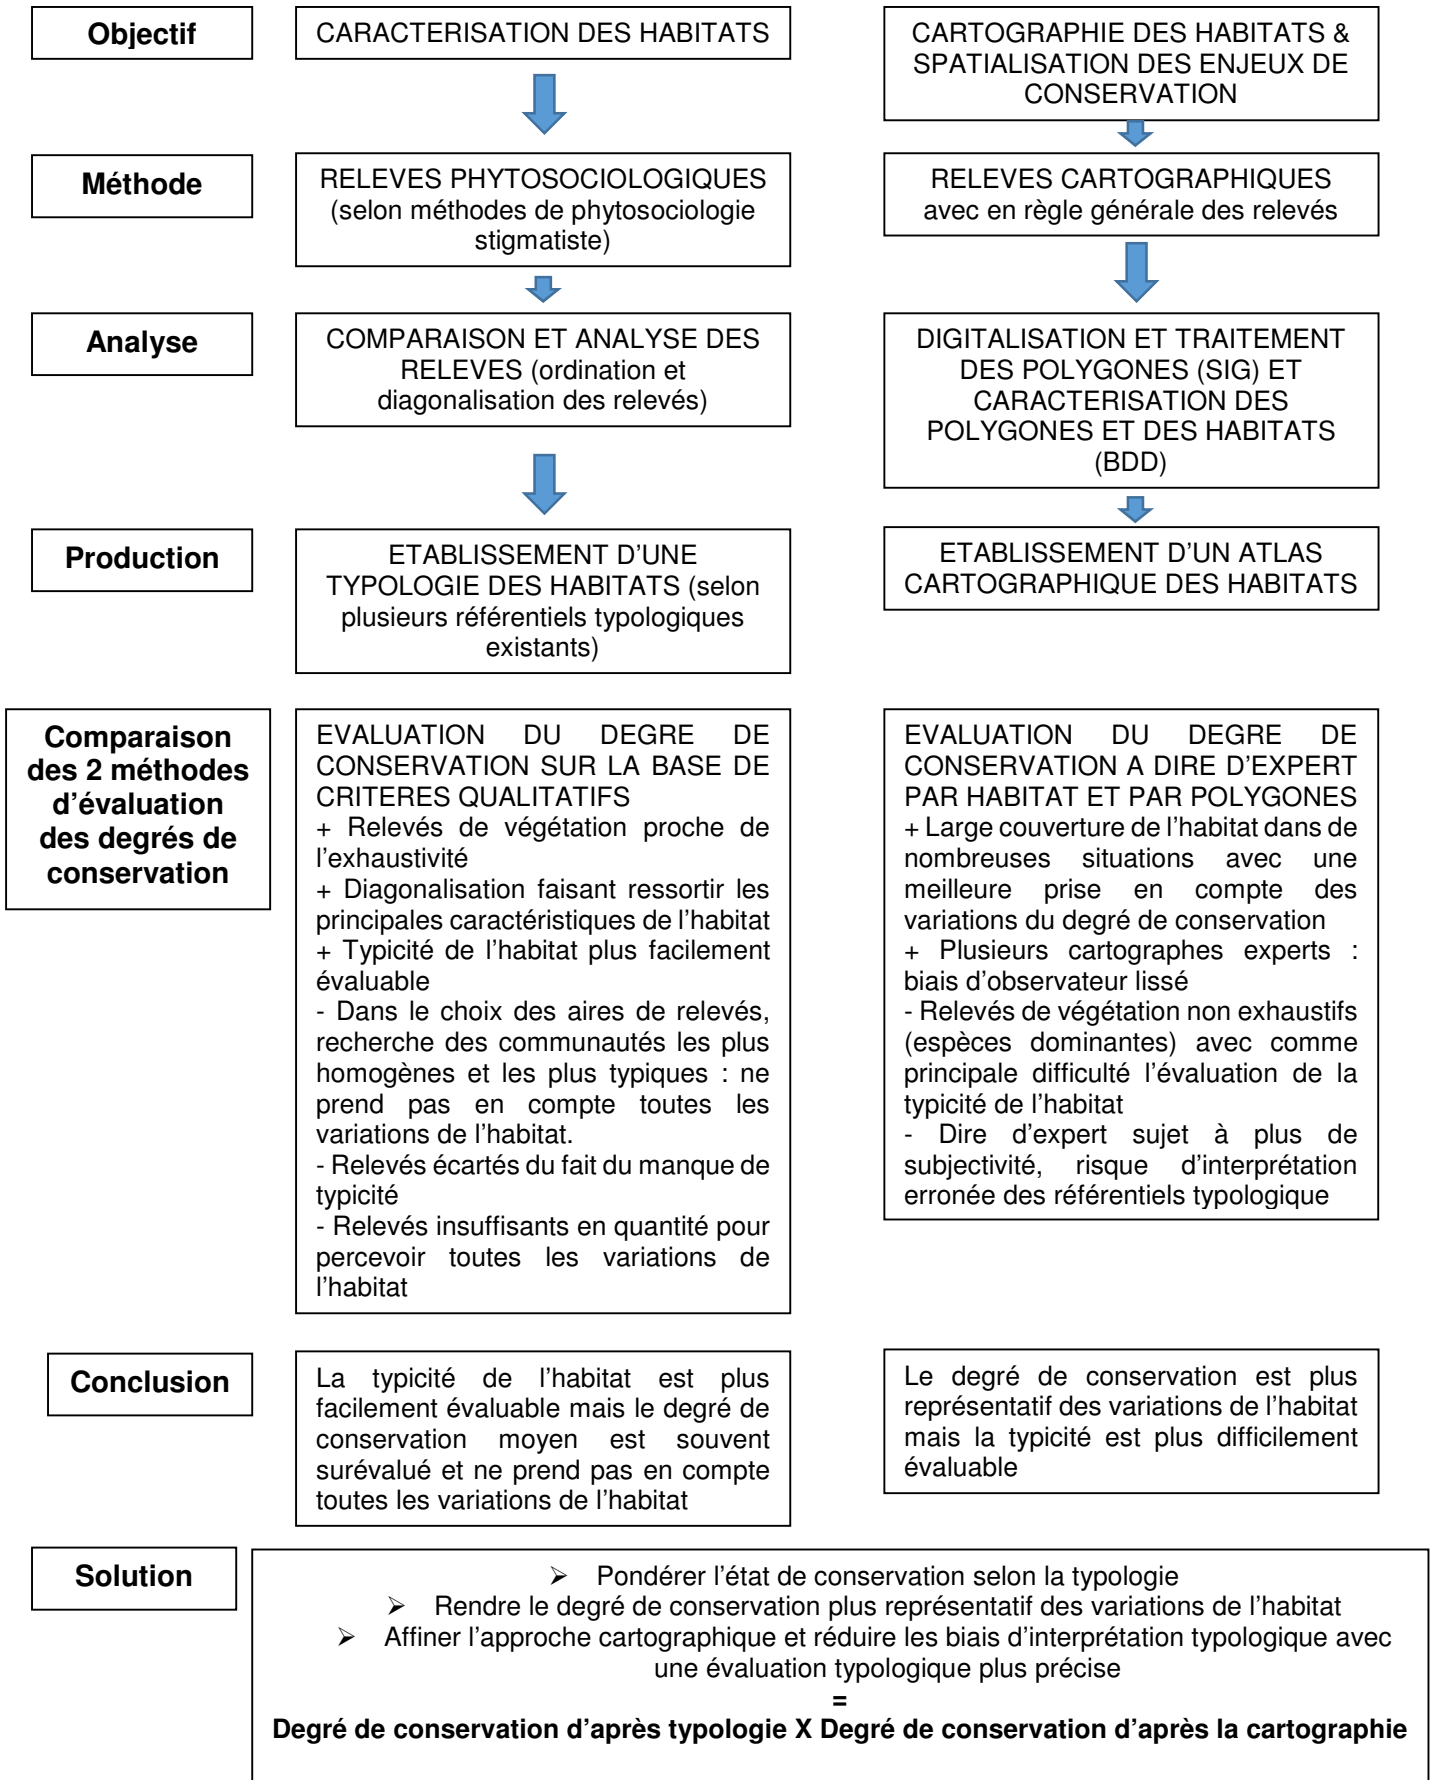 Objectif
CARACTERISATION DES HABITATS
CARTOGRAPHIE DES HABITATS &
SPATIALISATION DES ENJEUX DE
CONSERVATION
Méthode
RELEVES PHYTOSOCIOLOGIQUES
(selon méthodes de phytosociologie
stigmatiste)
RELEVES CARTOGRAPHIQUES
avec en règle générale des relevés
Analyse
COMPARAISON ET ANALYSE DES
RELEVES (ordination et
diagonalisation des relevés)
DIGITALISATION ET TRAITEMENT
DES POLYGONES (SIG) ET
CARACTERISATION DES
POLYGONES ET DES HABITATS
(BDD)
Production
ETABLISSEMENT D'UNE
TYPOLOGIE DES HABITATS (selon
plusieurs référentiels typologiques
existants)
ETABLISSEMENT D'UN ATLAS
CARTOGRAPHIQUE DES HABITATS
Comparaison
des 2 méthodes
d'évaluation
des degrés de
conservation
EVALUATION DU DEGRE DE
CONSERVATION SUR LA BASE DE
CRITERES QUALITATIFS
+ Relevés de végétation proche de
l'exhaustivité
+ Diagonalisation faisant ressortir les
principales caractéristiques de l'habitat
+ Typicité de l'habitat plus facilement
évaluable
- Dans le choix des aires de relevés,
recherche des communautés les plus
homogènes et les plus typiques : ne
prend pas en compte toutes les
variations de l'habitat.
- Relevés écartés du fait du manque de
typicité
- Relevés insuffisants en quantité pour
percevoir toutes les variations de
l'habitat
EVALUATION DU DEGRE DE
CONSERVATION A DIRE D'EXPERT
PAR HABITAT ET PAR POLYGONES
+ Large couverture de l'habitat dans de
nombreuses situations avec une
meilleure prise en compte des
variations du degré de conservation
+ Plusieurs cartographes experts :
biais d'observateur lissé
- Relevés de végétation non exhaustifs
(espèces dominantes) avec comme
principale difficulté l'évaluation de la
typicité de l'habitat
- Dire d'expert sujet à plus de
subjectivité, risque d'interprétation
erronée des référentiels typologique
Conclusion
La typicité de l'habitat est plus
facilement évaluable mais le degré de
conservation moyen est souvent
surévalué et ne prend pas en compte
toutes les variations de l'habitat
Le degré de conservation est plus
représentatif des variations de l'habitat
mais la typicité est plus difficilement
évaluable
Solution
➢ Pondérer l'état de conservation selon la typologie
➢ Rendre le degré de conservation plus représentatif des variations de l'habitat
➢ Affiner l'approche cartographique et réduire les biais d'interprétation typologique avec
une évaluation typologique plus précise
=
Degré de conservation d'après typologie X Degré de conservation d'après la cartographie